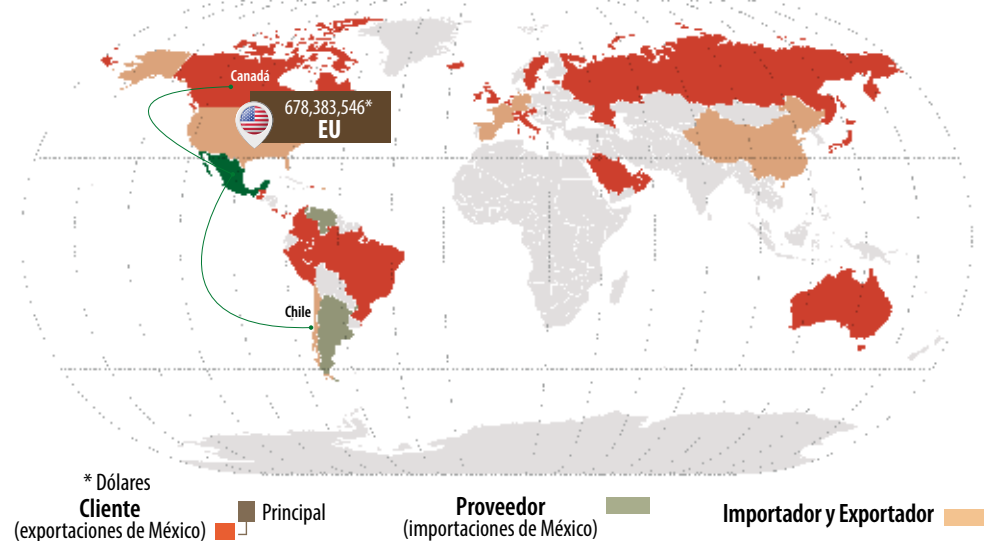 Canadá
678,383,546*
EU
Chile
* Dólares
Cliente
(exportaciones de México)
Principal
Proveedor
(importaciones de México)
Importador y Exportador